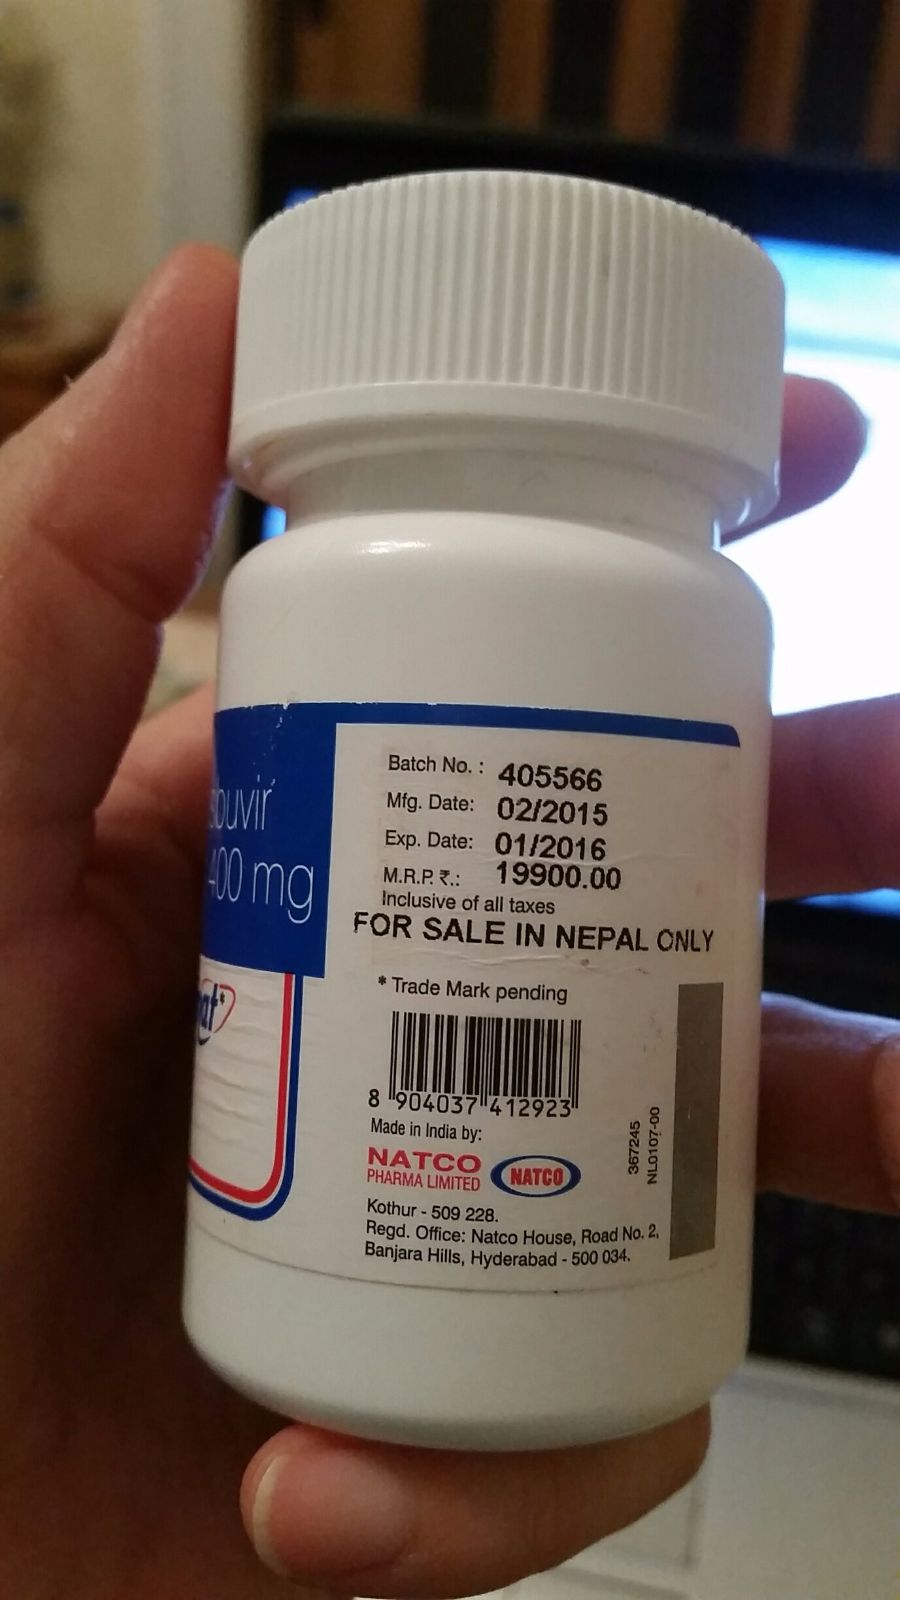 400 mg
Batch No. : 405566
Mfg. Date: 02/2015
Exp. Date: 01/2016
M.R.P. ₹.: 19900.00
Inclusive of all taxes
FOR SALE IN NEPAL ONLY
* Trade Mark pending
8 904037 412923
Made in India by:
NATCO
PHARMA LIMITED
NATCO
Kothur - 509 228.
Regd. Office: Natco House, Road No. 2,
Banjara Hills, Hyderabad - 500 034.
367245
NL0107-00